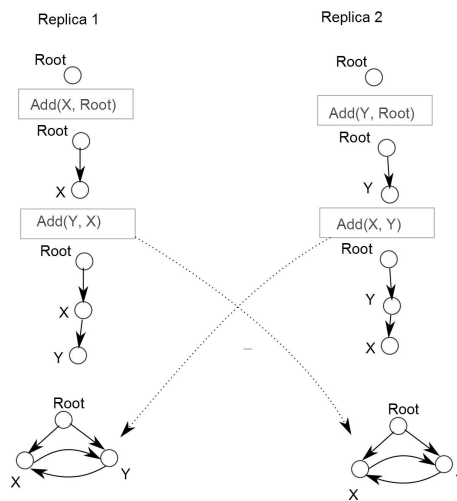 Replica 1
Replica 2
Root
Root
Add(X, Root)
Add(Y, Root)
Root
Root
X
Y
Add(Y, X)
Add(X, Y)
Root
Root
X
Y
Y
X
Root
Root
X
Y
X